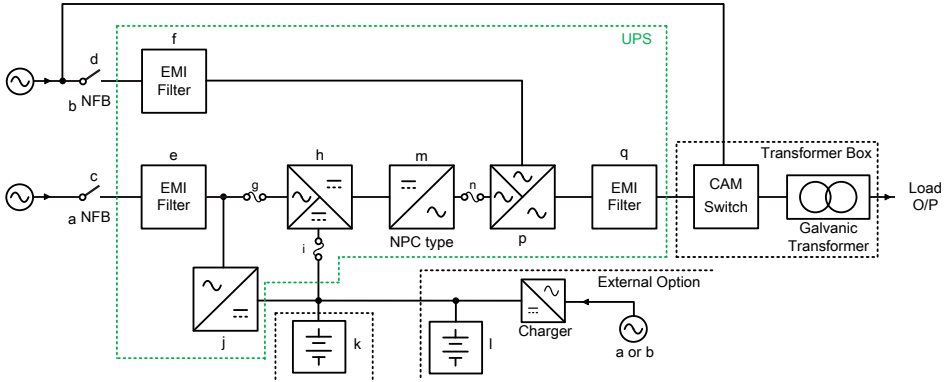 f
UPS
d
EMI
Filter
b NFB
e
h
m
q
Transformer Box
c
EMI
Filter
g
n
EMI
Filter
CAM
Switch
Load
O/P
a NFB
NPC type
p
Galvanic
Transformer
i
External Option
j
k
l
Charger
a or b